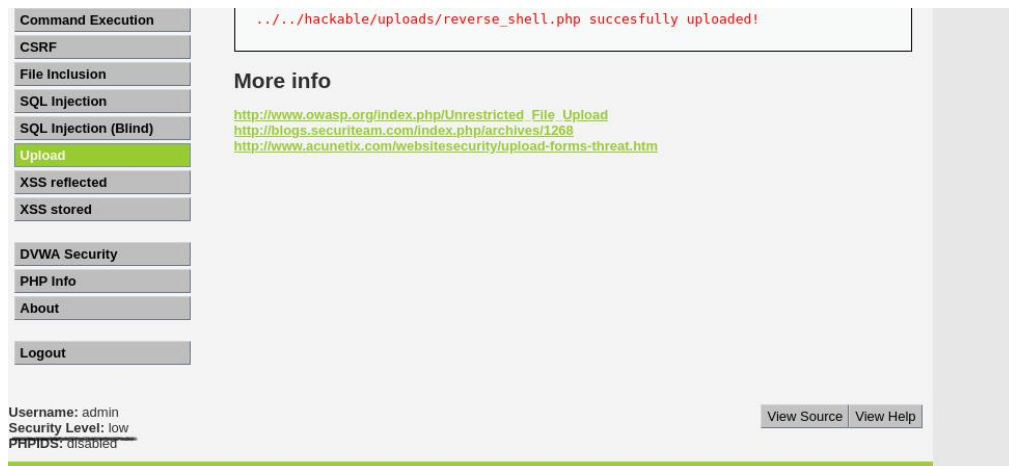 Command Execution
CSRF
File Inclusion
SQL Injection
SQL Injection (Blind)
Upload
XSS reflected
XSS stored
DVWA Security
PHP Info
About
Logout
../../hackable/uploads/reverse_shell.php succesfully uploaded!
More info
http://www.owasp.org/index.php/Unrestricted_File_Upload
http://blogs.securiteam.com/index.php/archives/1268
http://www.acunetix.com/websitesecurity/upload-forms-threat.htm
Username: admin
Security Level: low
PHPIDS: disabled
View Source
View Help